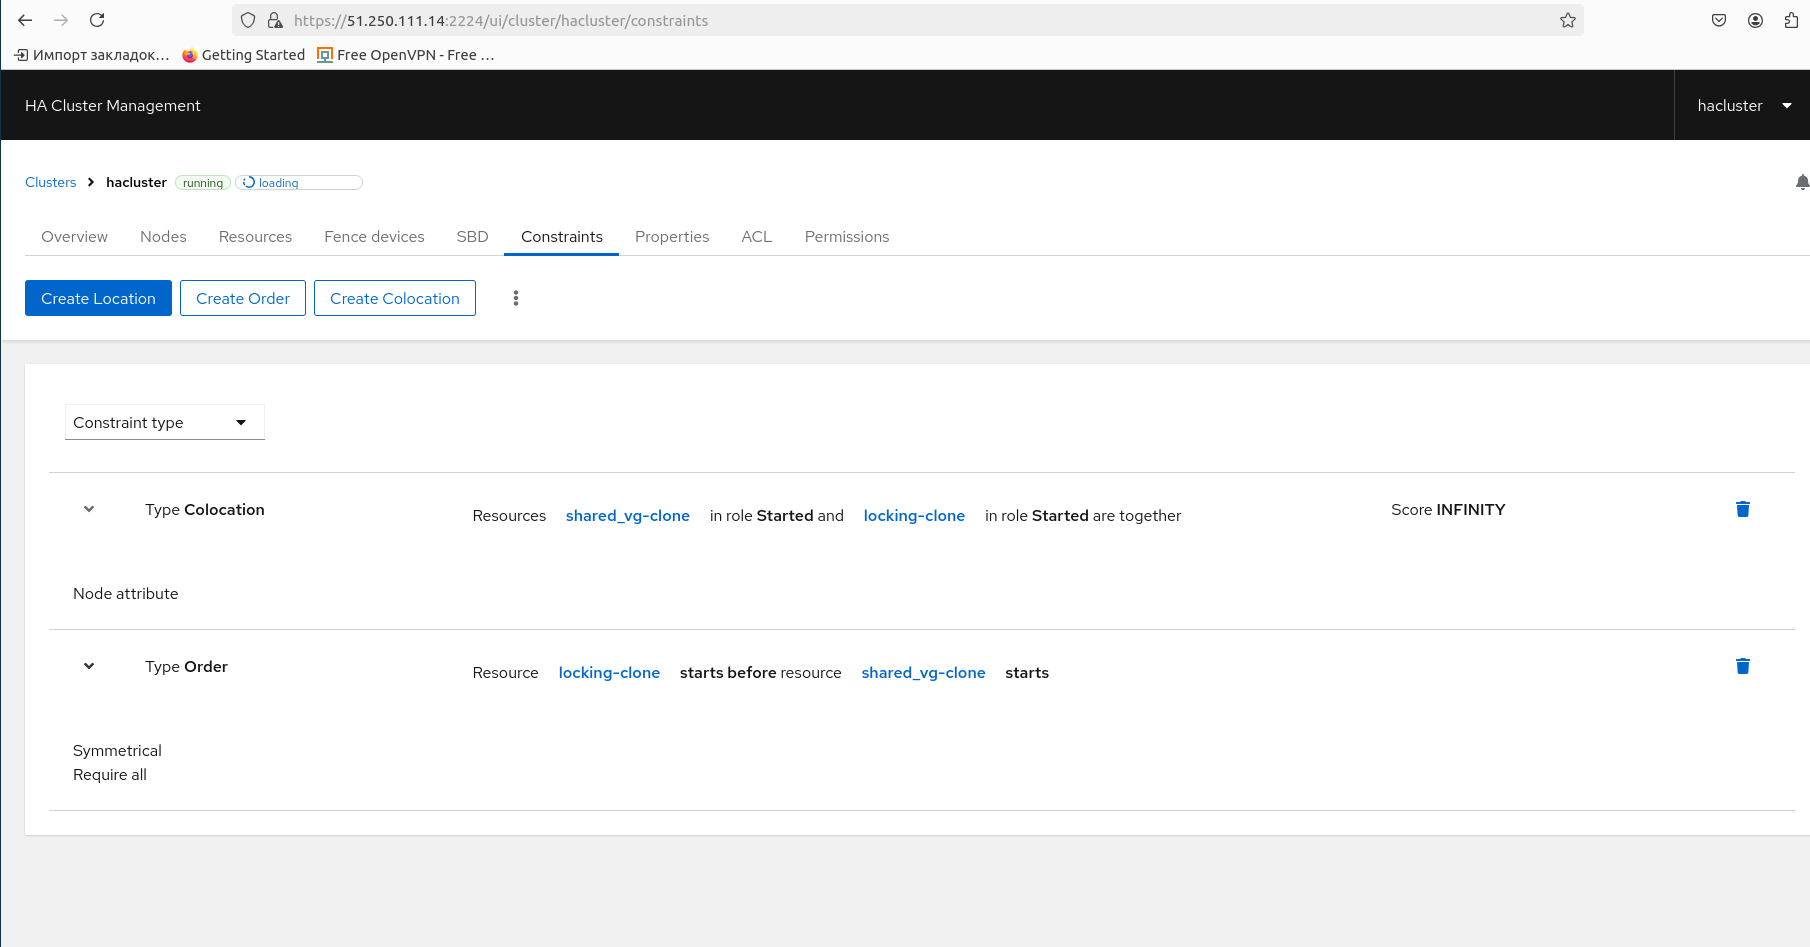 https://51.250.111.14:2224/ui/cluster/hacluster/constraints
Импорт закладок… Getting Started Free OpenVPN - Free …
HA Cluster Management hacluster
Clusters hacluster running loading
Overview Nodes Resources Fence devices SBD Constraints Properties ACL Permissions
Create Location Create Order Create Colocation
Constraint type
Type Colocation Resources shared_vg-clone in role Started and locking-clone in role Started are together Score INFINITY
Node attribute
Type Order Resource locking-clone starts before resource shared_vg-clone starts
Symmetrical
Require all